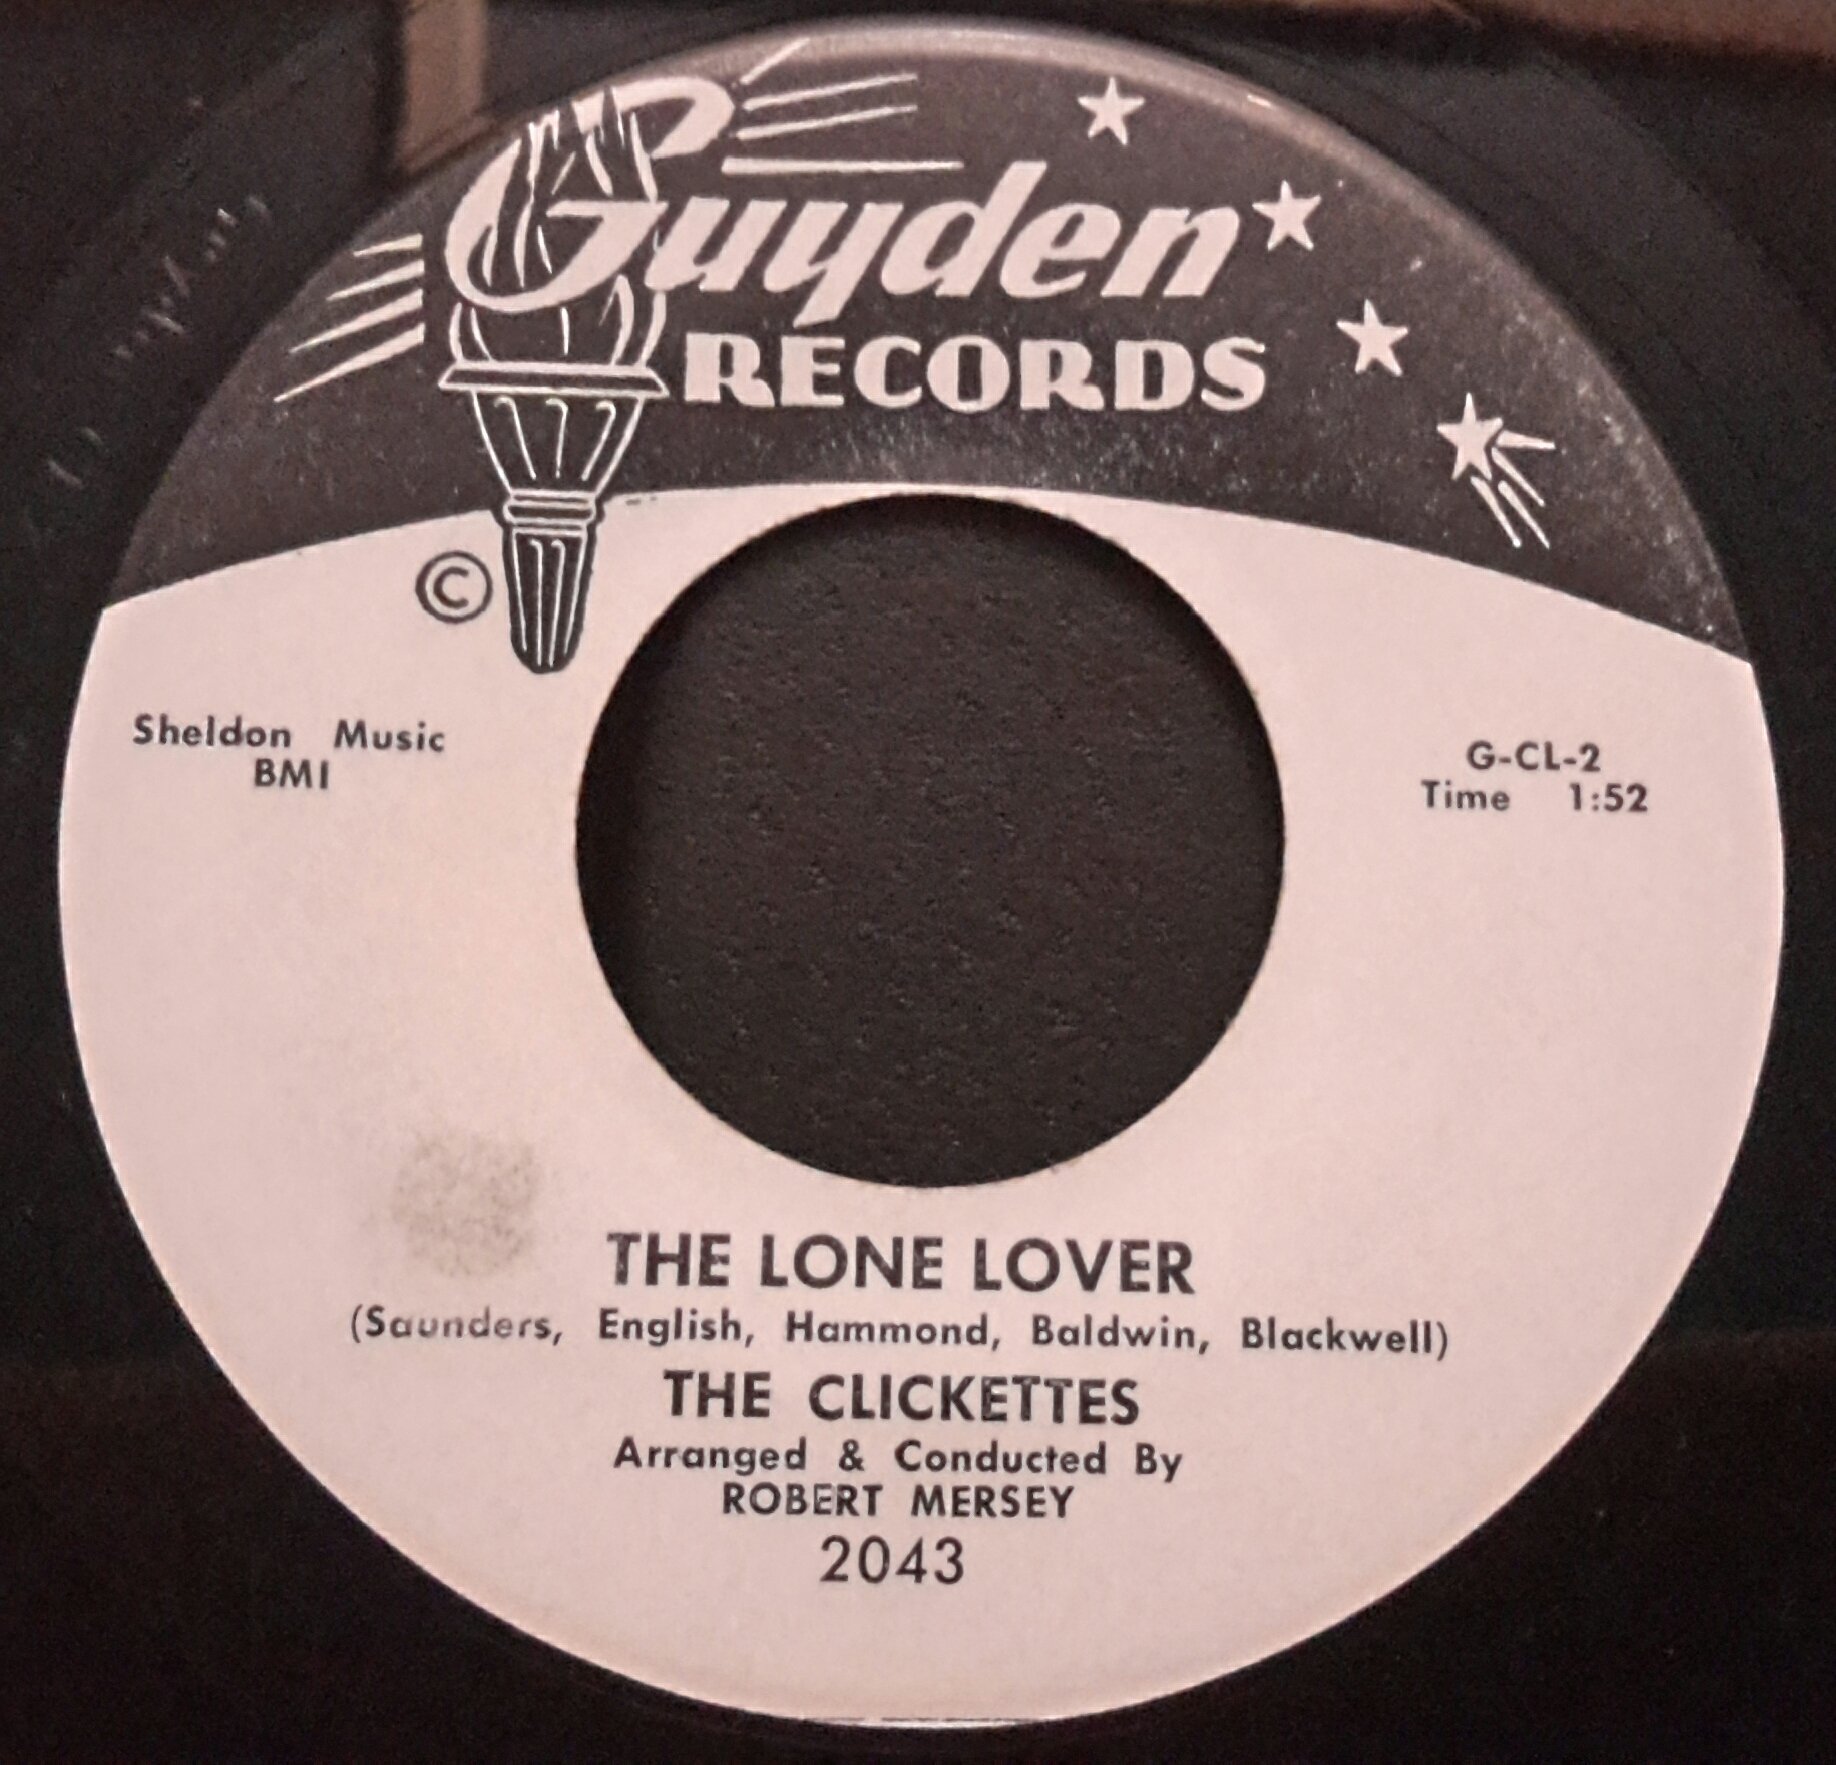 Guyden
RECORDS
©
Sheldon Music
BMI
G-CL-2
Time 1:52
THE LONE LOVER
(Saunders, English, Hammond, Baldwin, Blackwell)
THE CLICKETTES
Arranged & Conducted By
ROBERT MERSEY
2043